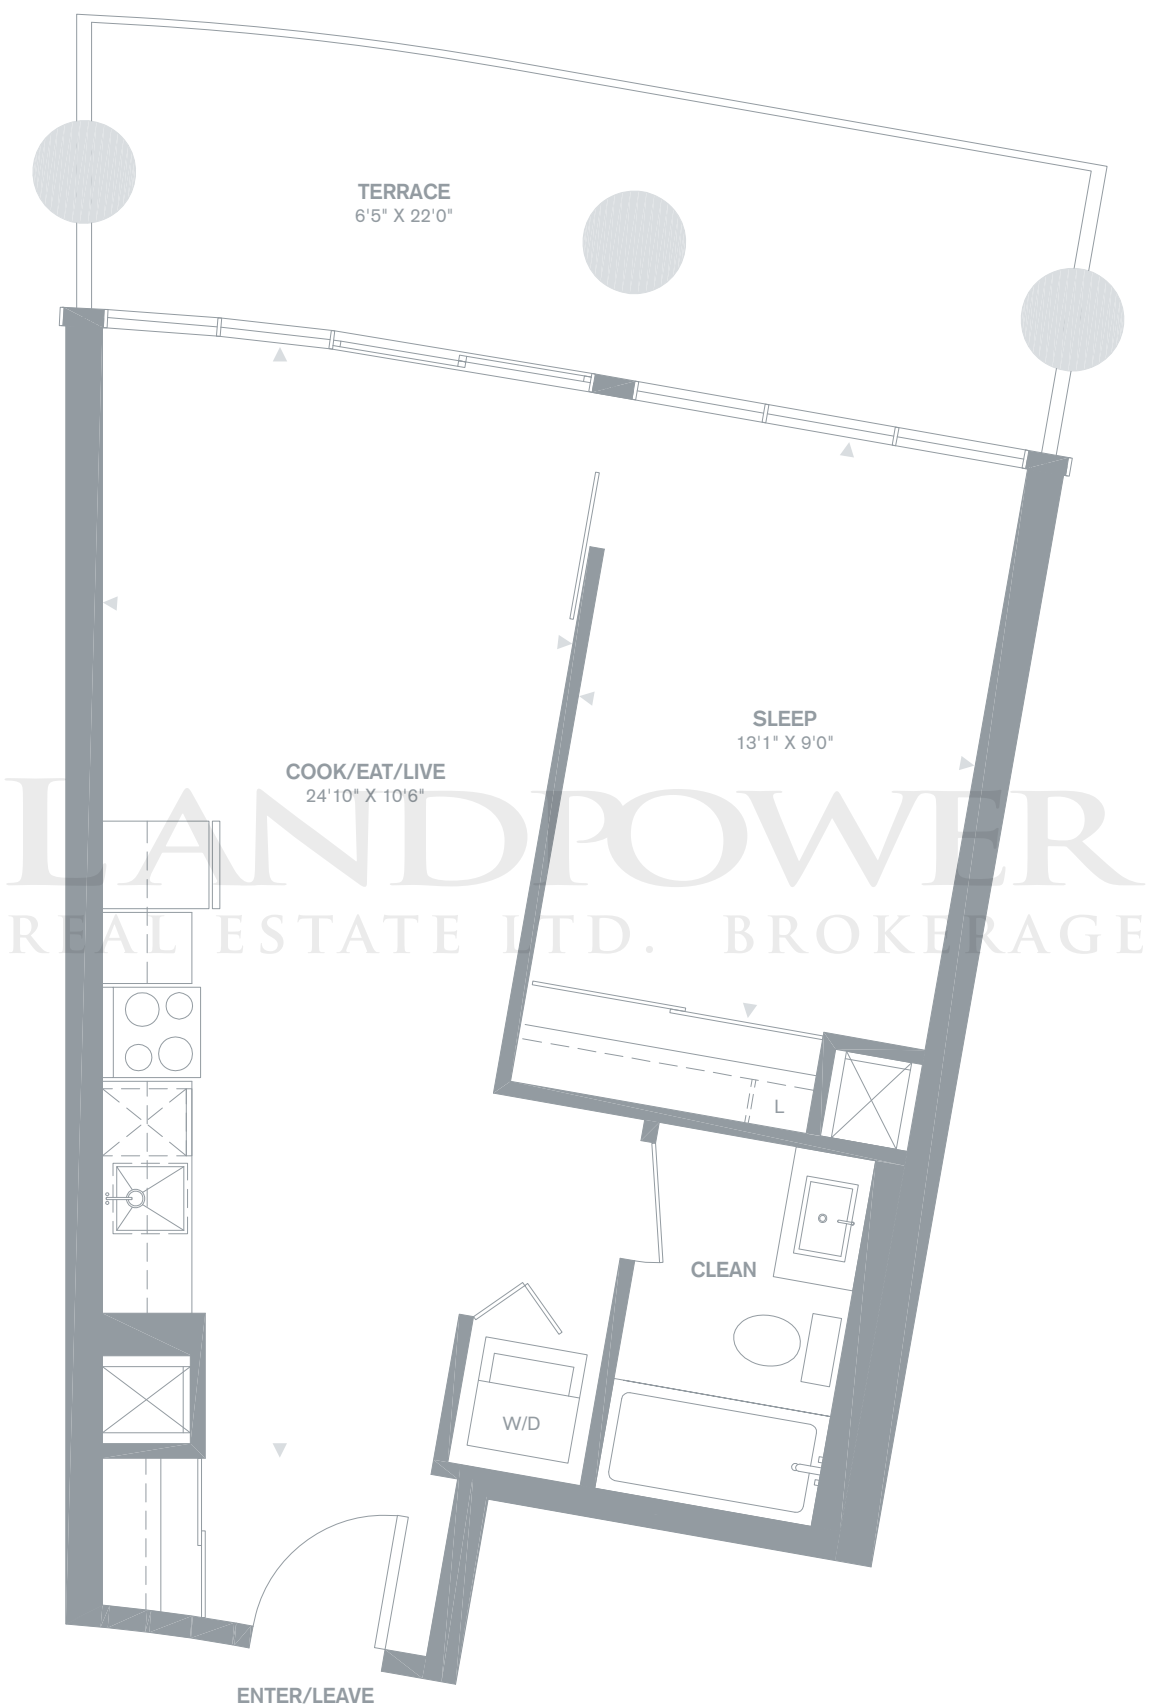 TERRACE
6'5" X 22'0"
SLEEP
13'1" X 9'0"
COOK/EAT/LIVE
24'10" X 10'6"
LANDPOWER
REAL ESTATE LTD. BROKERAGE
L
CLEAN
W/D
ENTER/LEAVE